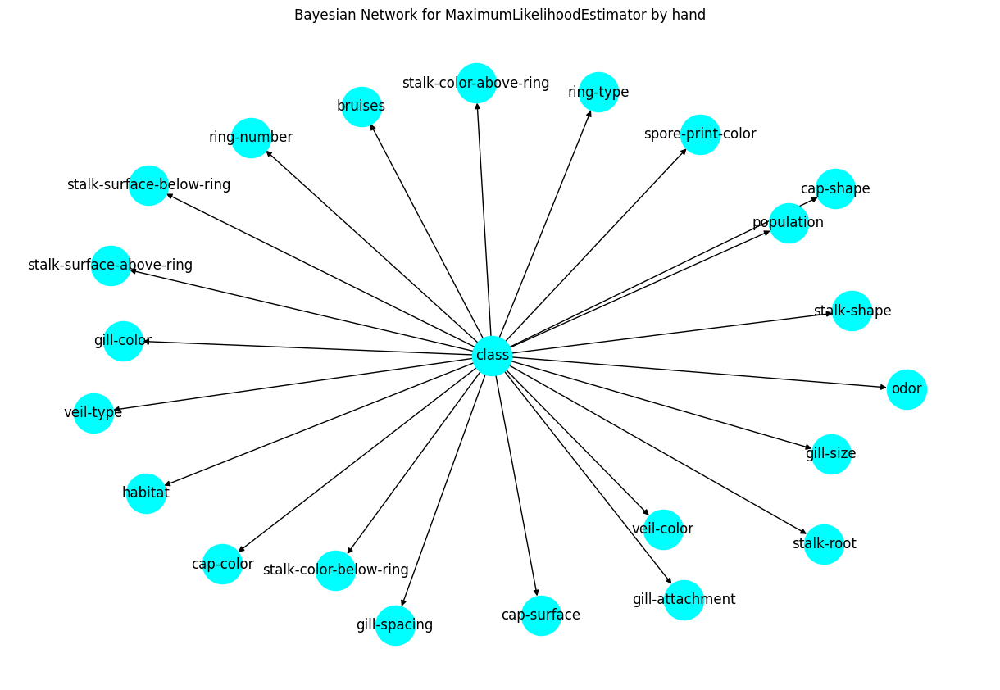 Bayesian Network for MaximumLikelihoodEstimator by hand
stalk-color-above-ring
ring-type
bruises
spore-print-color
ring-number
stalk-surface-below-ring
cap-shape
population
stalk-surface-above-ring
stalk-shape
gill-color
class
odor
veil-type
gill-size
habitat
veil-color
stalk-root
cap-color
stalk-color-below-ring
gill-attachment
cap-surface
gill-spacing